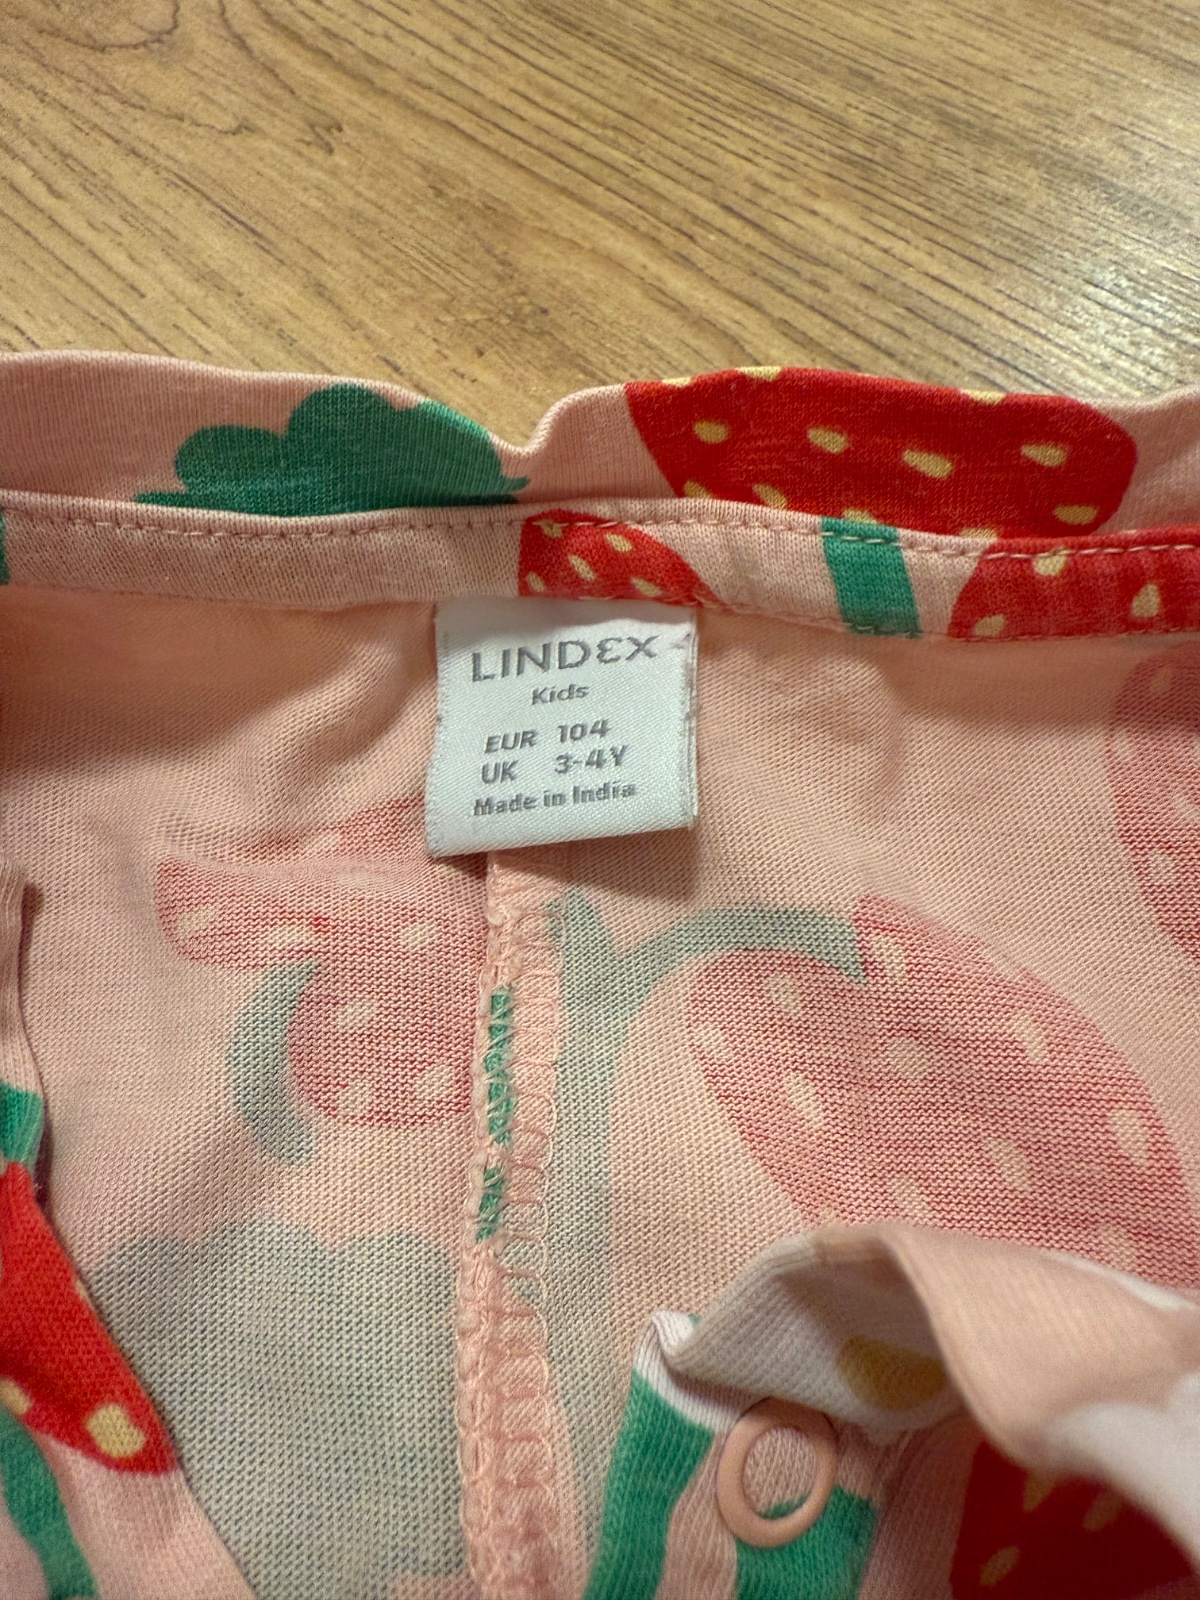 LINDEX
Kids
EUR 104
UK 3-4Y
Made in India